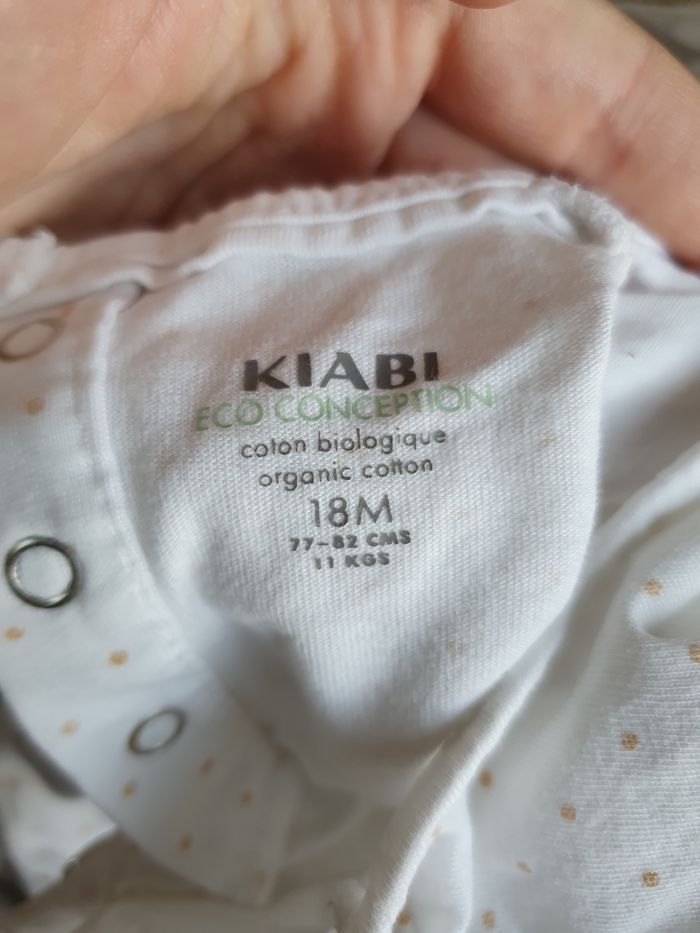 KIABI
ECO CONCEPTION
coton biologique
organic cotton
18M
77-82 CMS
11 KGS